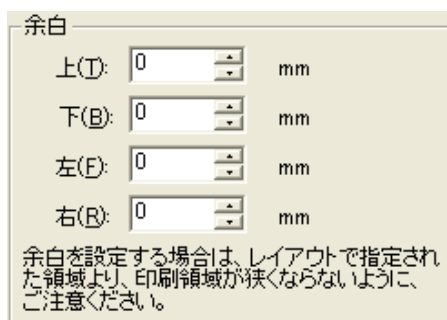 余白
上(T): 0 mm
下(B): 0 mm
左(F): 0 mm
右(R): 0 mm
余白を設定する場合は、レイアウトで指定され
た領域より、印刷領域が狭くならないように、
ご注意ください。